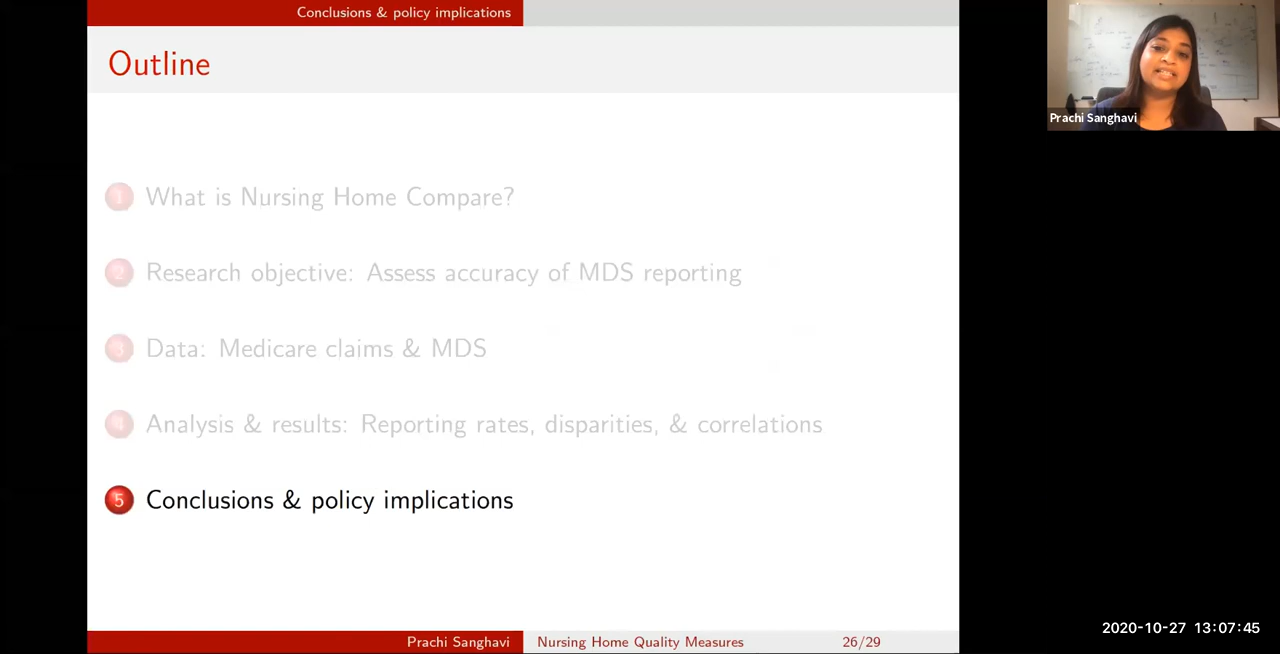 Conclusions & policy implications
Outline
Prachi Sanghavi
1 What is Nursing Home Compare?
2 Research objective: Assess accuracy of MDS reporting
3 Data: Medicare claims & MDS
4 Analysis & results: Reporting rates, disparities, & correlations
5 Conclusions & policy implications
Prachi Sanghavi Nursing Home Quality Measures 26/29
2020-10-27 13:07:45